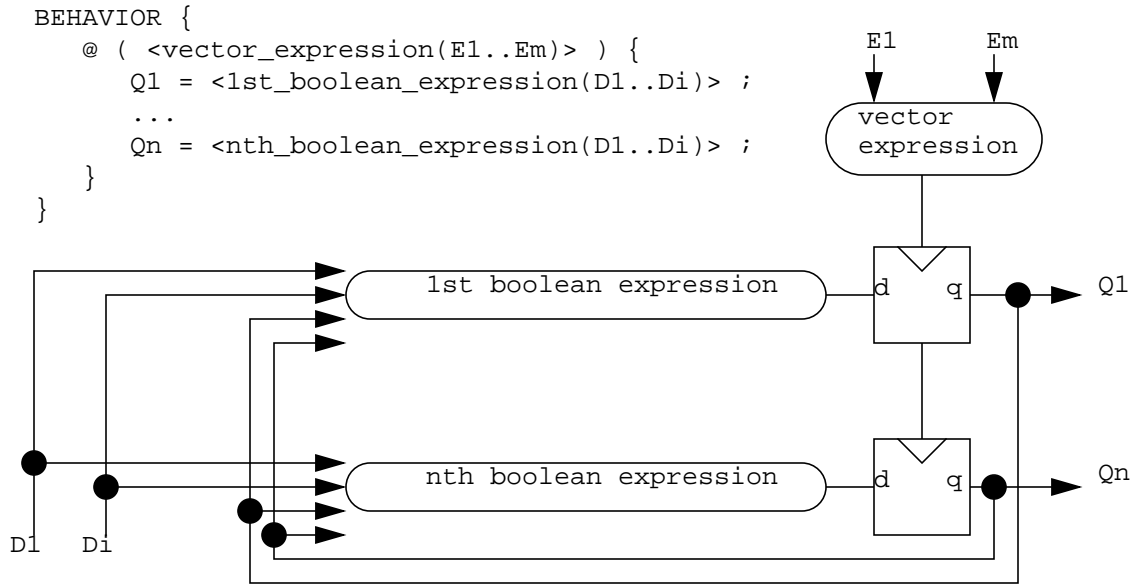 BEHAVIOR {
@ ( <vector_expression(E1..Em)> ) {
Q1 = <1st_boolean_expression(D1..Di)> ;
...
Qn = <nth_boolean_expression(D1..Di)> ;
}
}
E1 Em
vector
expression
1st boolean expression
d q
Q1
nth boolean expression
d q
Qn
D1 Di